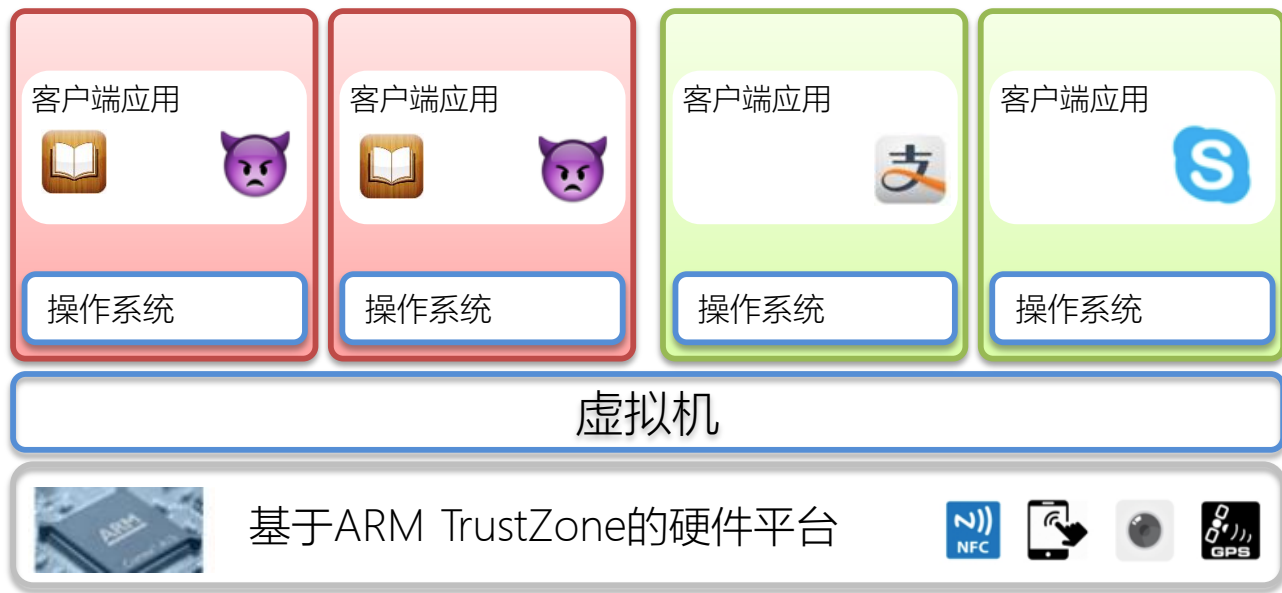 客户端应用
客户端应用
客户端应用
客户端应用
支
S
操作系统
操作系统
操作系统
操作系统
虚拟机
ARM
基于ARM TrustZone的硬件平台
N
NFC
GPS